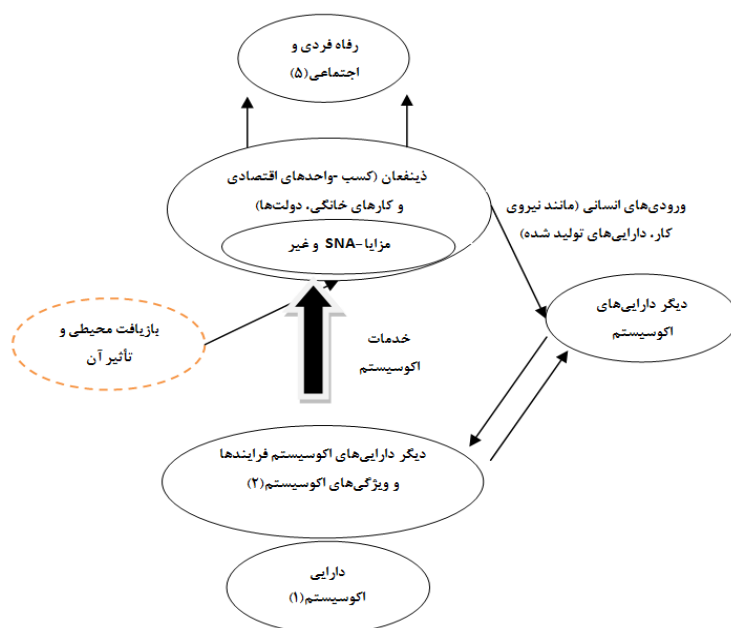 رفاه فردی و
اجتماعی(۵)
ذینفعان (کسب -واحدهای اقتصادی
و کارهای خانگی، دولت‌ها)
مزایا-SNA و غیر
ورودی‌های انسانی (مانند نیروی
کار، دارایی‌های تولید شده)
دیگر دارایی‌های
اکوسیستم
بازیافت محیطی و
تأثیر آن
خدمات
اکوسیستم
دیگر دارایی‌های اکوسیستم فرایندها
و ویژگی‌های اکوسیستم(۲)
دارایی
اکوسیستم(۱)